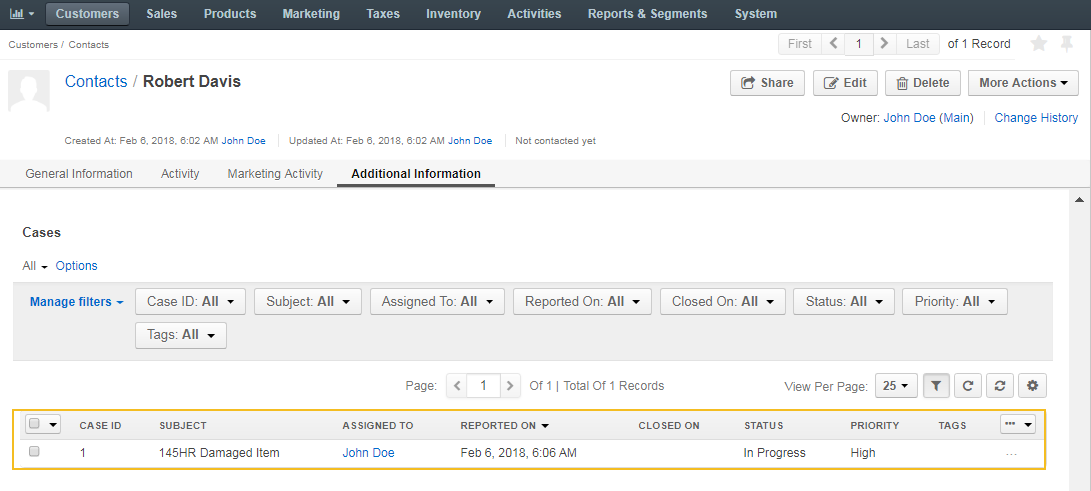 Customers Sales Products Marketing Taxes Inventory Activities Reports & Segments System
Customers / Contacts First 1 Last of 1 Record
Contacts / Robert Davis Share Edit Delete More Actions
Owner: John Doe (Main) Change History
Created At: Feb 6, 2018, 6:02 AM John Doe Updated At: Feb 6, 2018, 6:02 AM John Doe Not contacted yet
General Information Activity Marketing Activity Additional Information
Cases
All Options
Manage filters Case ID: All Subject: All Assigned To: All Reported On: All Closed On: All Status: All Priority: All
Tags: All
Page: 1 Of 1 | Total Of 1 Records View Per Page: 25
CASE ID SUBJECT ASSIGNED TO REPORTED ON CLOSED ON STATUS PRIORITY TAGS
1 145HR Damaged Item John Doe Feb 6, 2018, 6:06 AM In Progress High ...